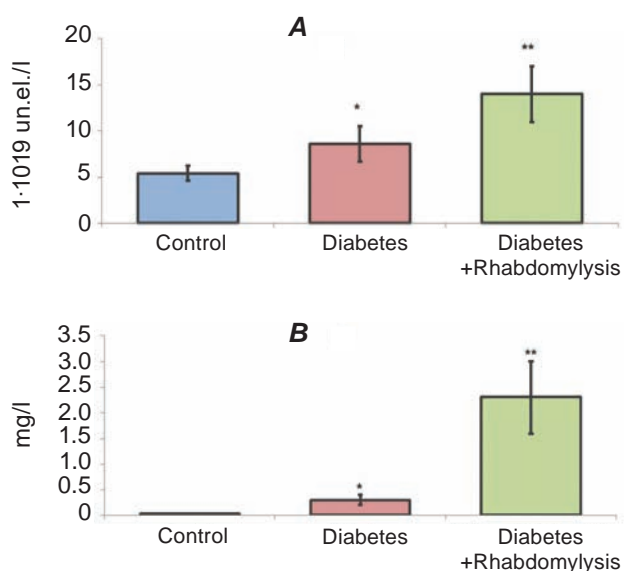 A
20
15
10
5
0
1·1019 un.el./l
*
**
Control
Diabetes
Diabetes
+Rhabdomylysis
B
3.5
3.0
2.5
2.0
1.5
1.0
0.5
0
mg/l
*
**
Control
Diabetes
Diabetes
+Rhabdomylysis